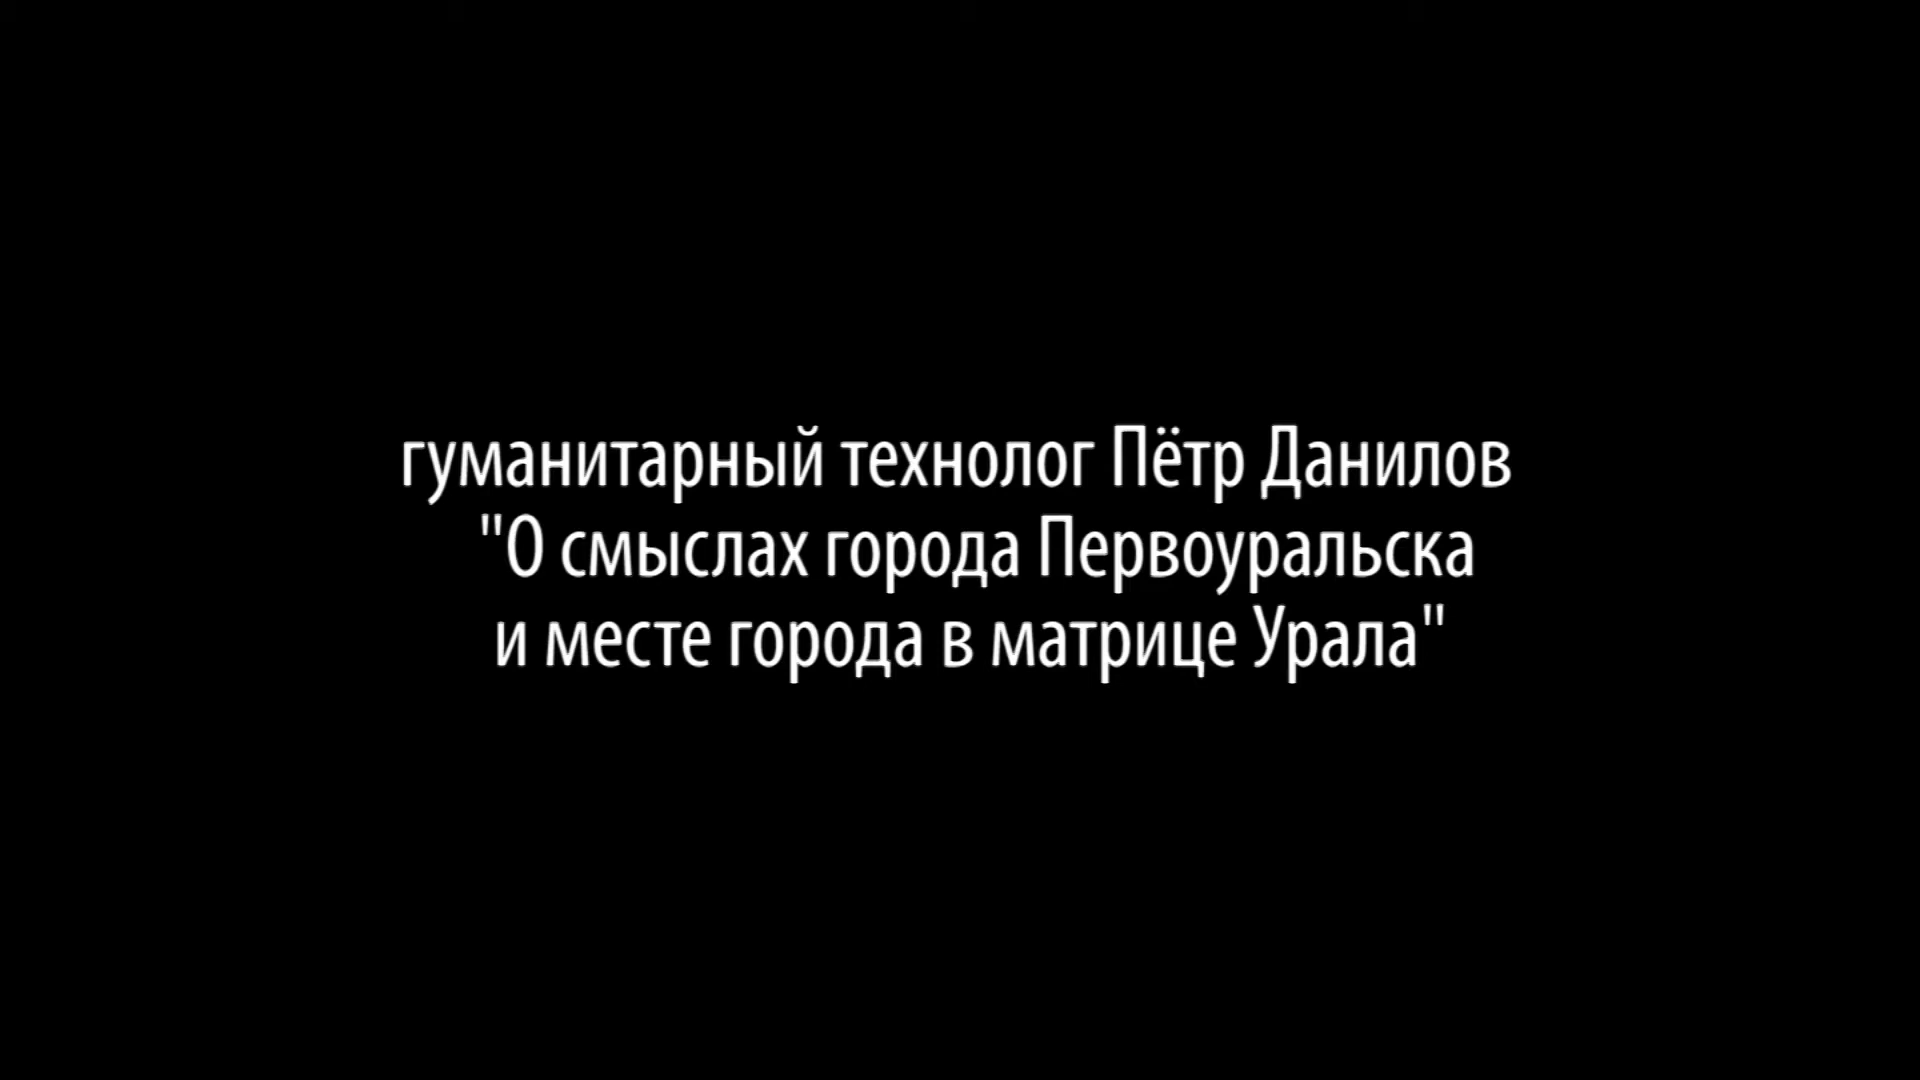 гуманитарный технолог Пётр Данилов
"О смыслах города Первоуральска
и месте города в матрице Урала"